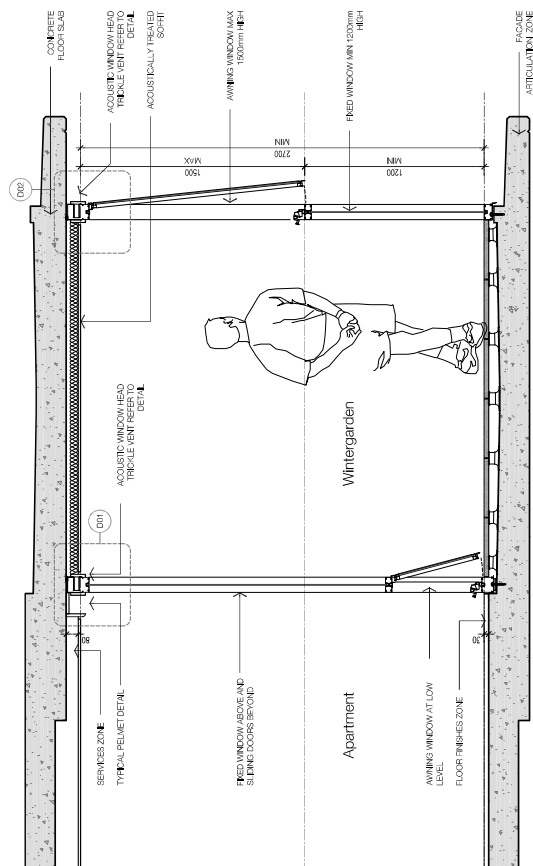 CONCRETE
FLOOR SLAB
ACOUSTIC WINDOW HEAD
TRICKLE VENT REFER TO
DETAIL
ACOUSTICALLY TREATED
SOFFIT
AWNING WINDOW MAX
1500mm HIGH
FIXED WINDOW MIN 1200mm
HIGH
FACADE
ARTICULATION ZONE
D02
MAX
1500
MIN
2700
MIN
1200
ACOUSTIC WINDOW HEAD
TRICKLE VENT REFER TO
DETAIL
D01
Wintergarden
80
30
SERVICES ZONE
TYPICAL PELMET DETAIL
FIXED WINDOW ABOVE AND
SLIDING DOORS BEYOND
Apartment
AWNING WINDOW AT LOW
LEVEL
FLOOR FINISHES ZONE